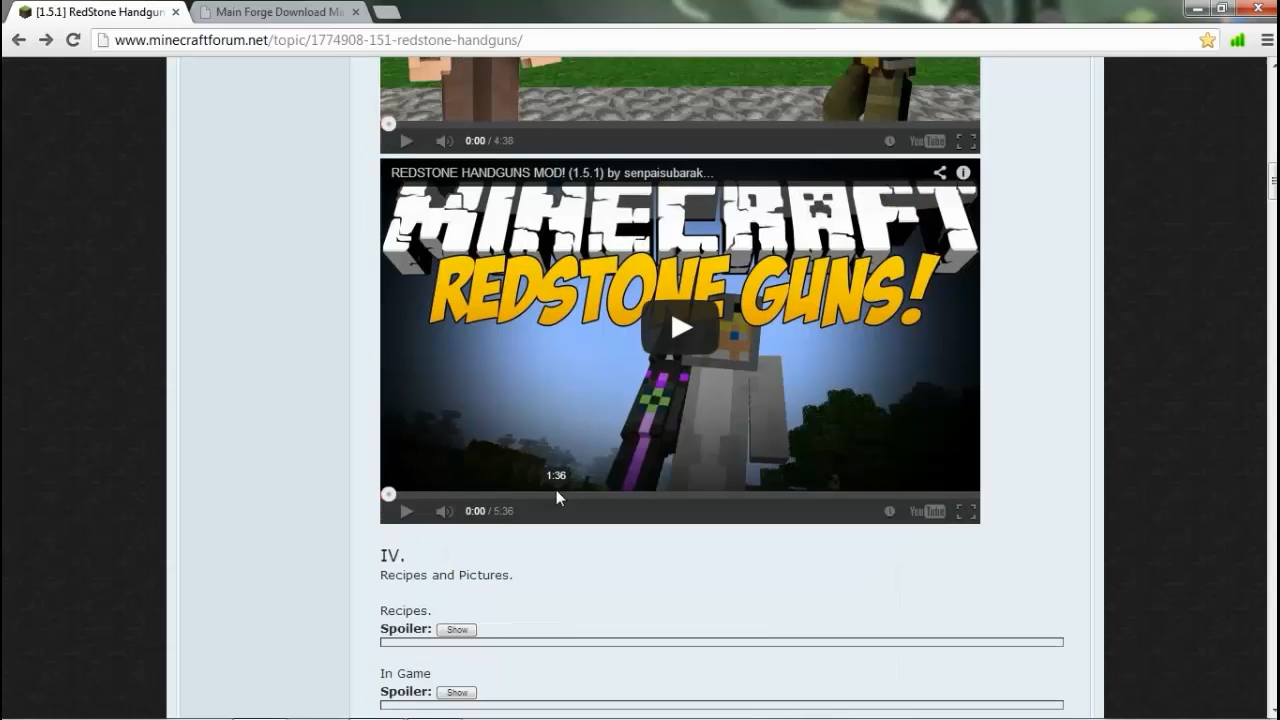 [1.5.1] RedStone Handgun
Main Forge Download Ma
www.minecraftforum.net/topic/1774908-151-redstone-handguns/
0:00 / 4:38
YouTube
REDSTONE HANDGUNS MOD! (1.5.1) by senpaisubarak...
MINECRAFT
REDSTONE GUNS!
1:36
0:00 / 5:36
YouTube
IV.
Recipes and Pictures.
Recipes.
Spoiler: Show
In Game
Spoiler: Show